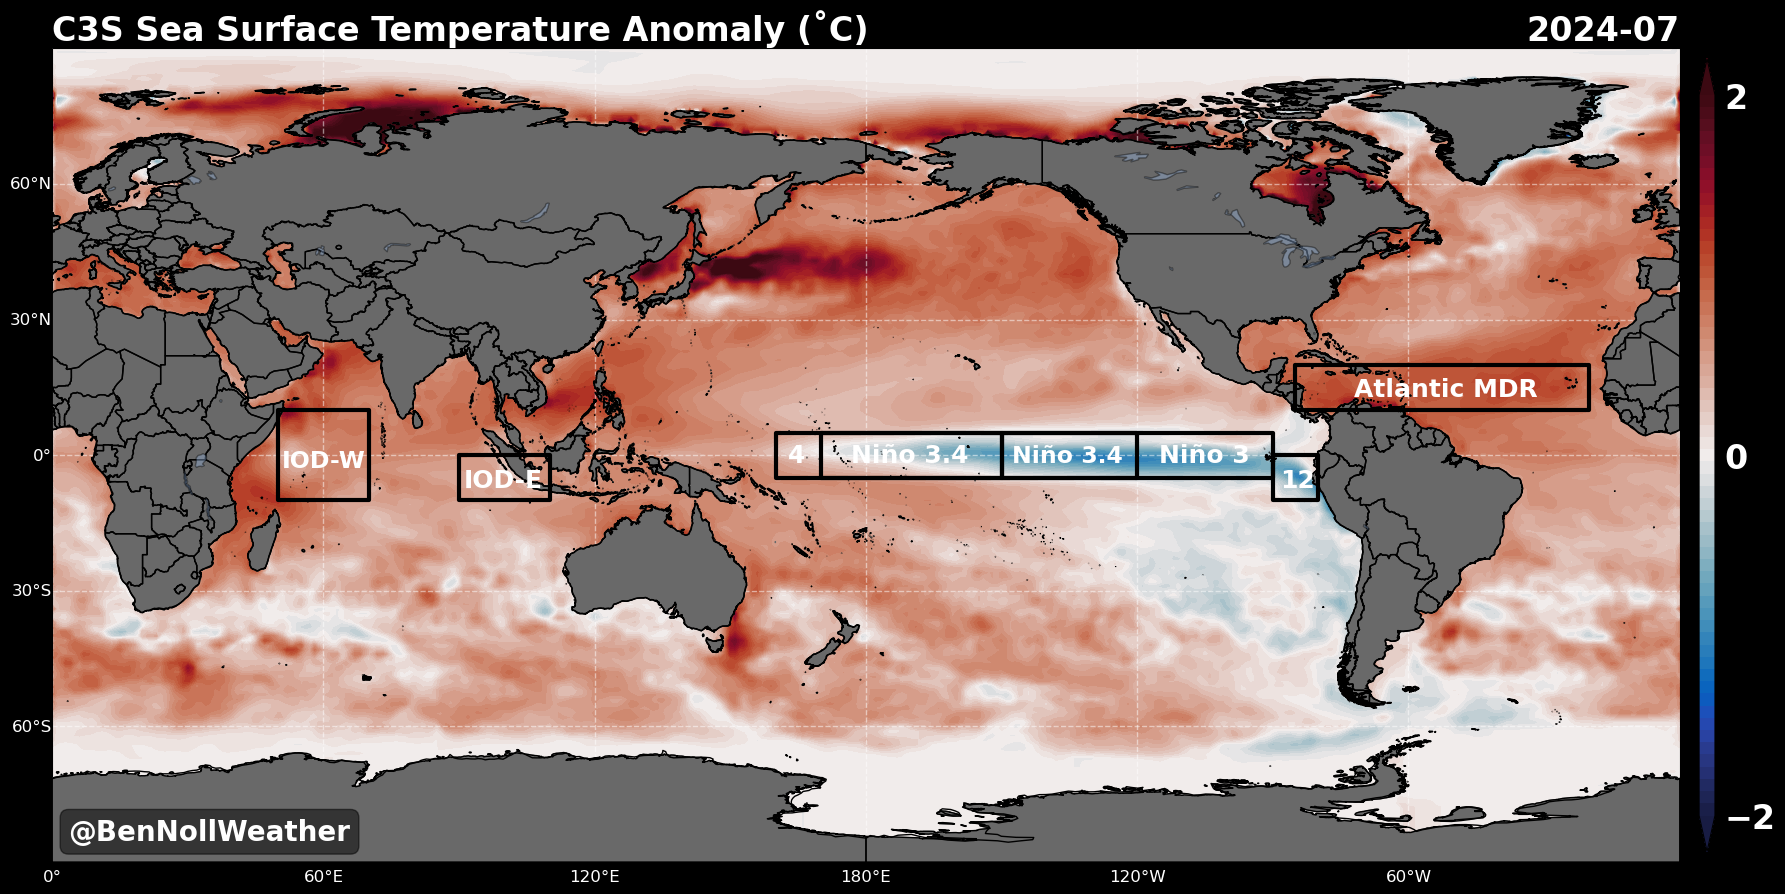 C3S Sea Surface Temperature Anomaly (˚C)
2024-07
2
60°N
30°N
Atlantic MDR
0°
IOD-W
4
Niño 3.4
Niño 3.4
Niño 3
0
IOD-E
12
30°S
60°S
−2
@BenNollWeather
0°
60°E
120°E
180°E
120°W
60°W